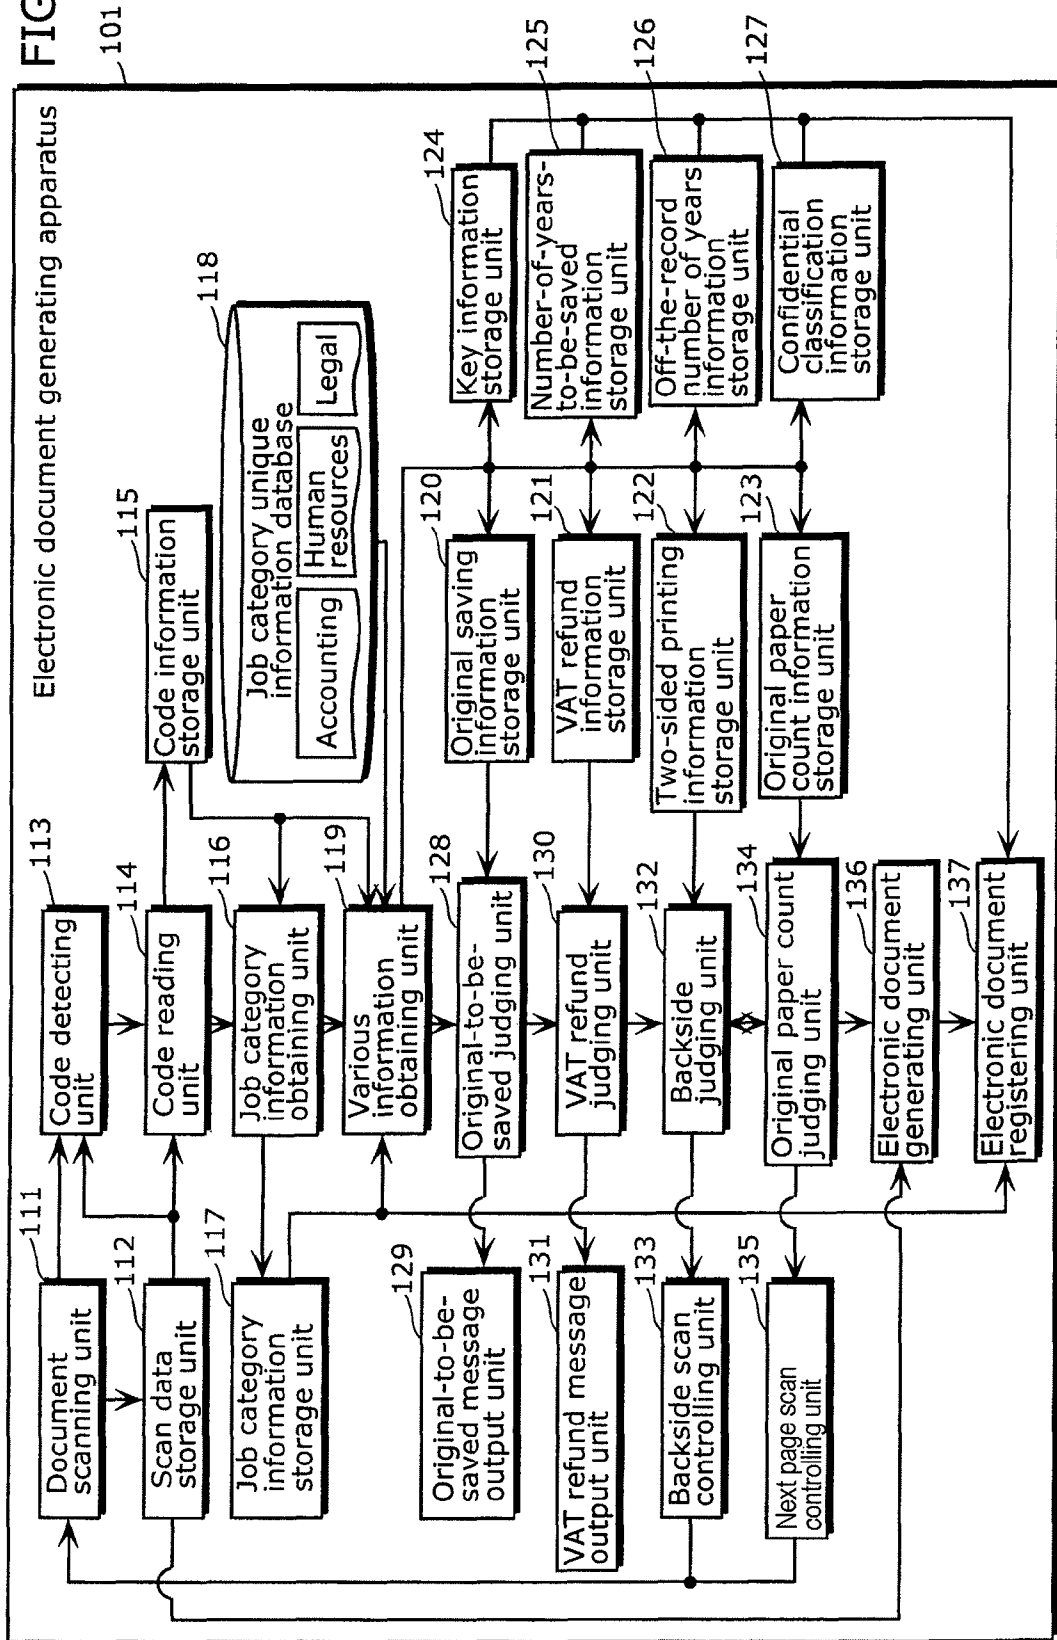 FIG
101
Electronic document generating apparatus
111
Document
scanning unit
112
Scan data
storage unit
113
Code detecting
unit
114
Code reading
unit
115
Code information
storage unit
116
Job category
information
obtaining unit
117
Job category
information
storage unit
118
Job category unique
information database
Accounting
Human
resources
Legal
119
Various
information
obtaining unit
120
Original saving
information
storage unit
121
VAT refund
information
storage unit
122
Two-sided printing
information
storage unit
123
Original paper
count information
storage unit
124
Key information
storage unit
125
Number-of-years-
to-be-saved
information
storage unit
126
Off-the-record
number of years
information
storage unit
127
Confidential
classification
information
storage unit
128
Original-to-be-
saved judging unit
129
Original-to-be-
saved message
output unit
130
VAT refund
judging unit
131
VAT refund message
output unit
132
Backside
judging unit
133
Backside scan
controlling unit
134
Original paper count
judging unit
135
Next page scan
controlling unit
136
Electronic document
generating unit
137
Electronic document
registering unit